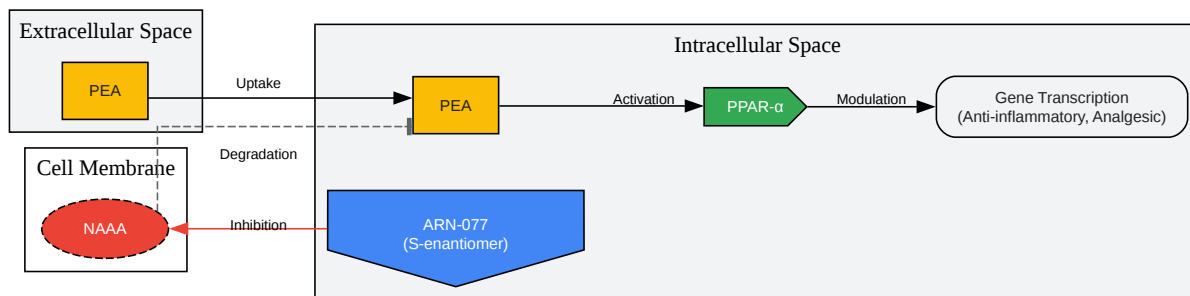 Extracellular Space
Intracellular Space
PEA
Uptake
PEA
Activation
PPAR-α
Modulation
Gene Transcription
(Anti-inflammatory, Analgesic)
Degradation
Cell Membrane
NAAA
Inhibition
ARN-077
(S-enantiomer)